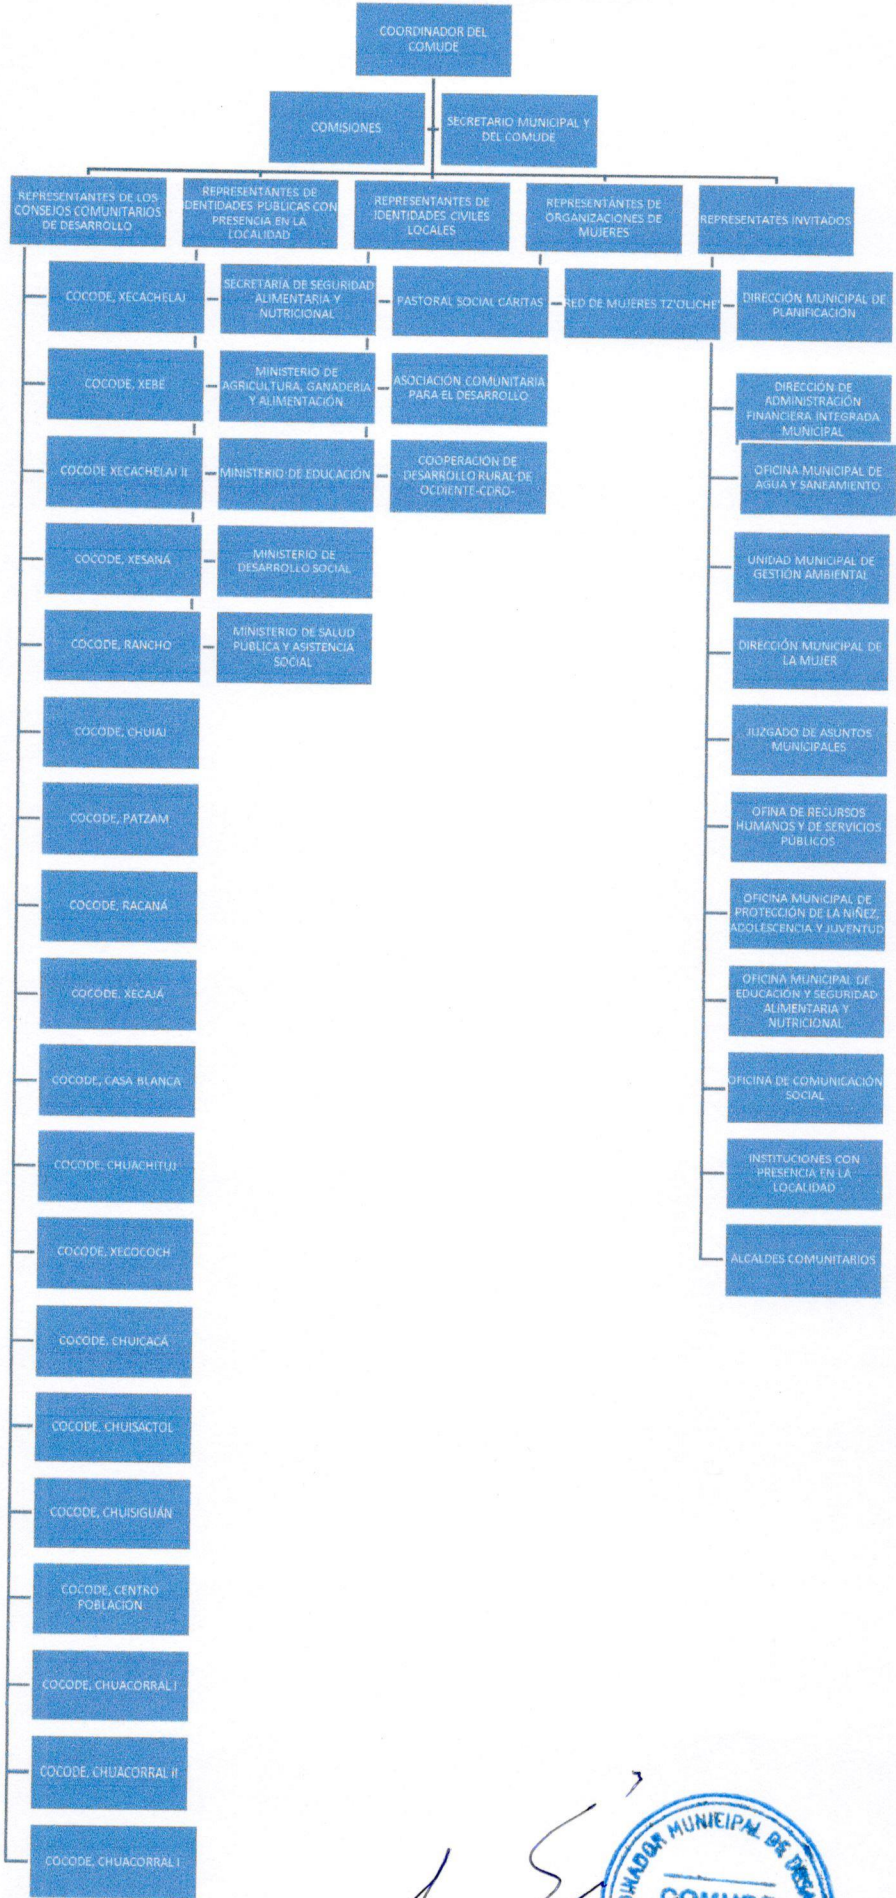 COORDINADOR DEL
COMUDE
COMISIONES
SECRETARIO MUNICIPAL Y
DEL COMUDE
REPRESENTANTES DE LOS
CONSEJOS COMUNITARIOS
DE DESARROLLO
REPRESENTANTES DE
IDENTIDADES PÚBLICAS CON
PRESENCIA EN LA
LOCALIDAD
REPRESENTANTES DE
IDENTIDADES CIVILES
LOCALES
REPRESENTANTES DE
ORGANIZACIONES DE
MUJERES
REPRESENTATES INVITADOS
COCODE, XECACHELAJ
COCODE, XEBÉ
COCODE XECACHELAJ II
COCODE, XESANÁ
COCODE, RANCHO
COCODE, CHUIAJ
COCODE, PATZAM
COCODE, RACANÁ
COCODE, XECAJÁ
COCODE, CASA BLANCA
COCODE, CHUACHITUJ
COCODE, XECOCOCH
COCODE, CHUICACÁ
COCODE, CHUISACTOL
COCODE, CHUISIGUÁN
COCODE, CENTRO
POBLACION
COCODE, CHUACORRAL I
COCODE, CHUACORRAL II
COCODE, CHUACORRAL I
SECRETARÍA DE SEGURIDAD
ALIMENTARIA Y
NUTRICIONAL
MINISTERIO DE
AGRICULTURA, GANADERÍA
Y ALIMENTACIÓN
MINISTERIO DE EDUCACIÓN
MINISTERIO DE
DESARROLLO SOCIAL
MINISTERIO DE SALUD
PÚBLICA Y ASISTENCIA
SOCIAL
PASTORAL SOCIAL CÁRITAS
ASOCIACIÓN COMUNITARIA
PARA EL DESARROLLO
COOPERACIÓN DE
DESARROLLO RURAL DE
OCDIENTE-CDRO-
RED DE MUJERES TZ'OLICHE'
DIRECCIÓN MUNICIPAL DE
PLANIFICACIÓN
DIRECCIÓN DE
ADMINISTRACIÓN
FINANCIERA INTEGRADA
MUNICIPAL
OFICINA MUNICIPAL DE
AGUA Y SANEAMIENTO
UNIDAD MUNICIPAL DE
GESTIÓN AMBIENTAL
DIRECCIÓN MUNICIPAL DE
LA MUJER
JUZGADO DE ASUNTOS
MUNICIPALES
OFINA DE RECURSOS
HUMANOS Y DE SERVICIOS
PÚBLICOS
OFICINA MUNICIPAL DE
PROTECCIÓN DE LA NIÑEZ,
ADOLESCENCIA Y JUVENTUD
OFICINA MUNICIPAL DE
EDUCACIÓN Y SEGURIDAD
ALIMENTARIA Y
NUTRICIONAL
OFICINA DE COMUNICACIÓN
SOCIAL
INSTITUCIONES CON
PRESENCIA EN LA
LOCALIDAD
ALCALDES COMUNITARIOS
MUNICIPAL DE